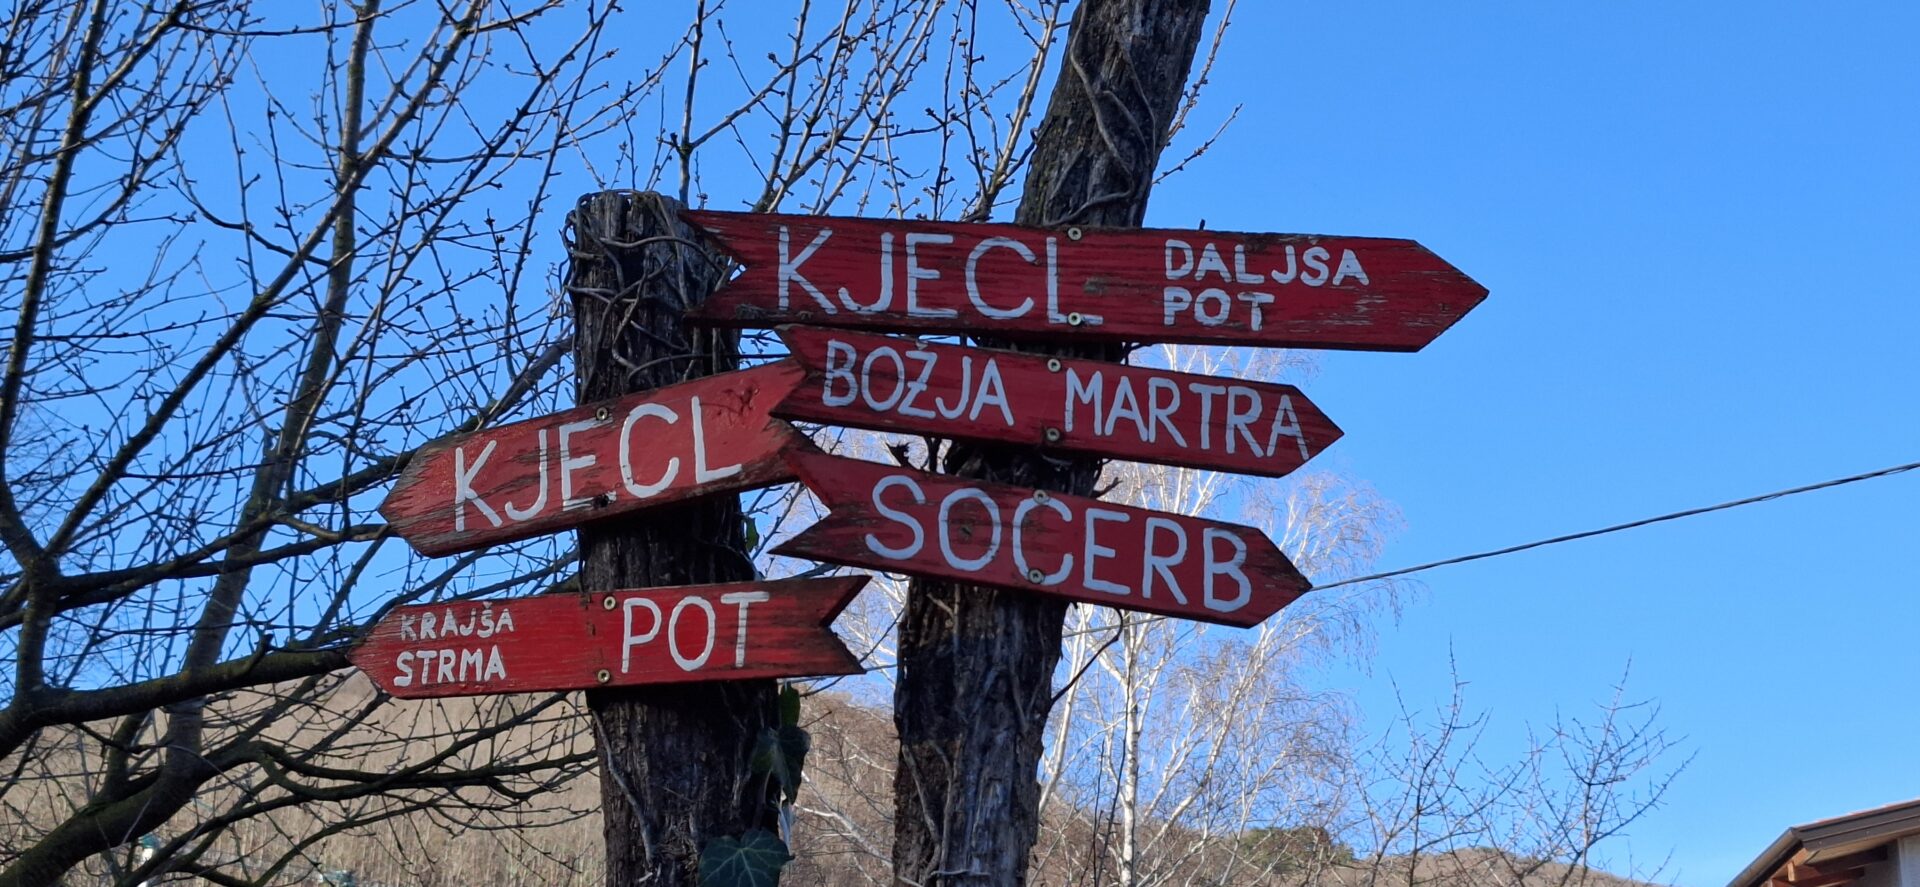 KJECL DALJŠA
POT
BOŽJA MARTRA
KJECL
SOCERB
KRAJŠA
STRMA
POT